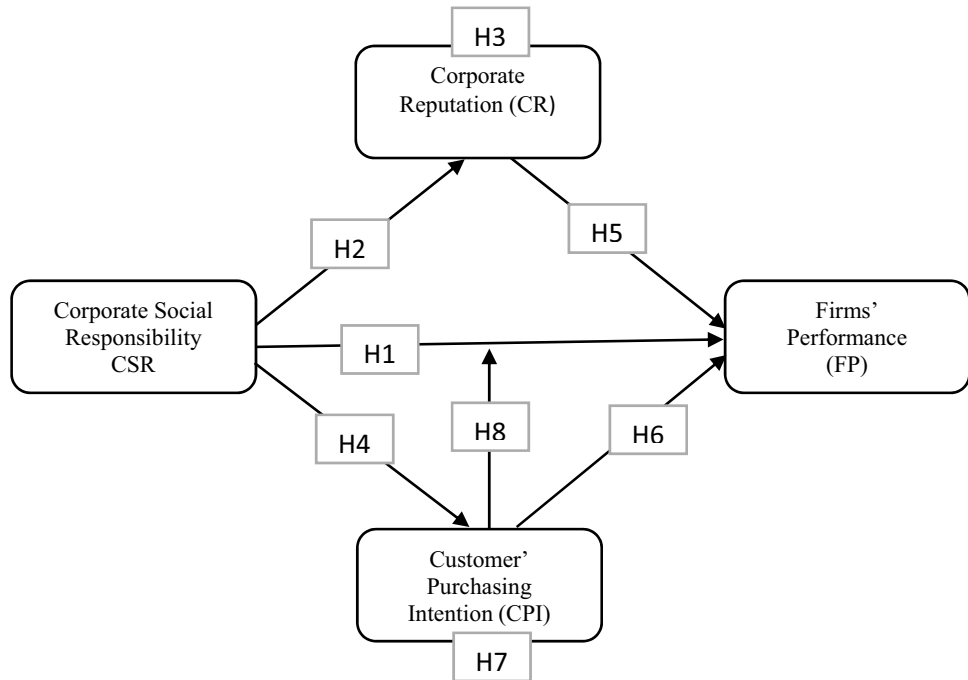 H3
Corporate
Reputation (CR)
H2
H5
Corporate Social
Responsibility
CSR
H1
Firms’
Performance
(FP)
H4
H8
H6
Customer’
Purchasing
Intention (CPI)
H7